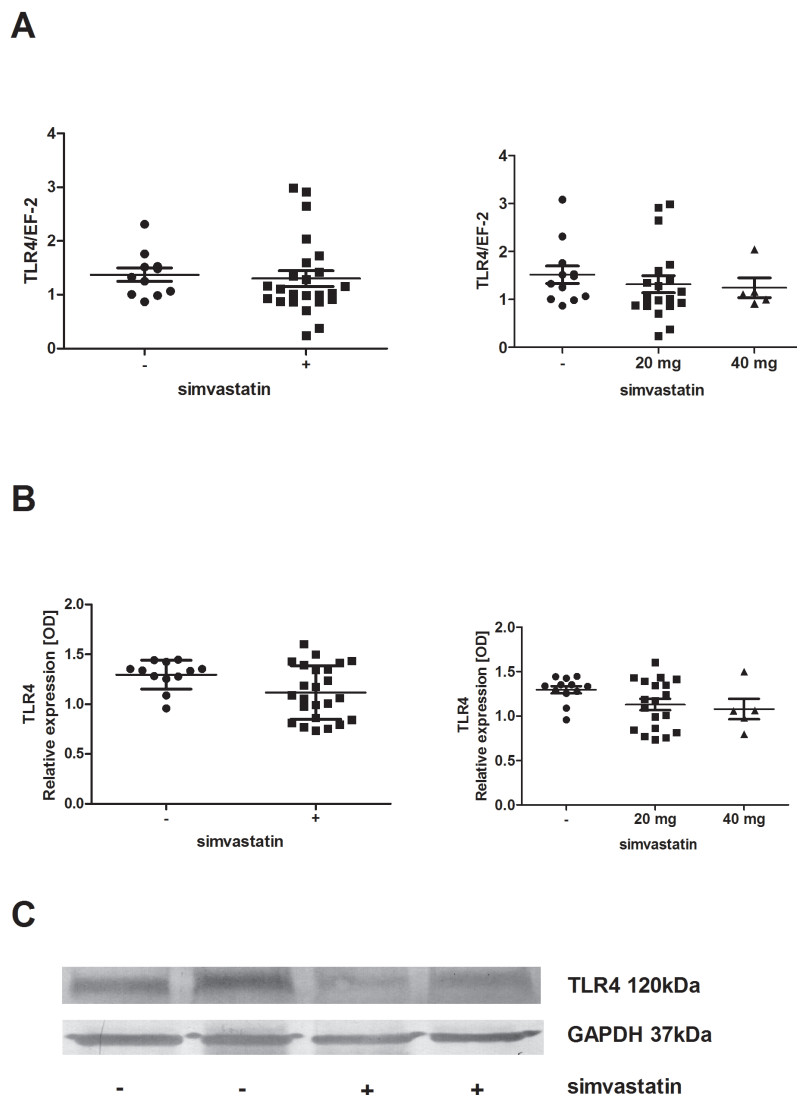 A
TLR4/EF-2
4
3
2
1
0
- +
simvastatin
TLR4/EF-2
4
3
2
1
0
- 20 mg 40 mg
simvastatin
B
TLR4
Relative expression [OD]
2.0
1.5
1.0
0.5
0.0
- +
simvastatin
TLR4
Relative expression [OD]
2.0
1.5
1.0
0.5
0.0
- 20 mg 40 mg
simvastatin
C
TLR4 120kDa
GAPDH 37kDa
- - + + simvastatin